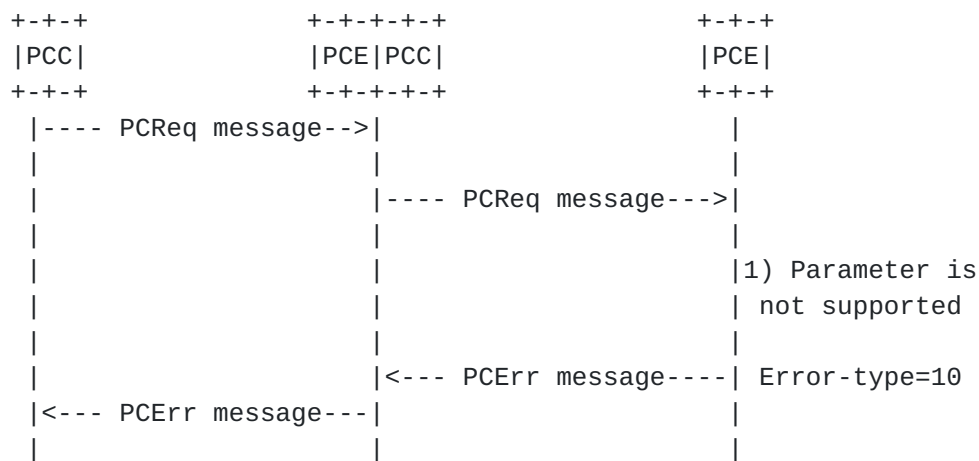 +-+-+               +-+-+-+-+                 +-+-+
|PCC|               |PCE|PCC|                 |PCE|
+-+-+               +-+-+-+-+                 +-+-+
 |---- PCReq message-->|                       |
 |                     |                       |
 |                     |---- PCReq message--->|
 |                     |                       |
 |                     |                       |1) Parameter is
 |                     |                       | not supported
 |                     |                       |
 |                     |<--- PCErr message----| Error-type=10
 |<--- PCErr message---|                       |
 |                     |                       |